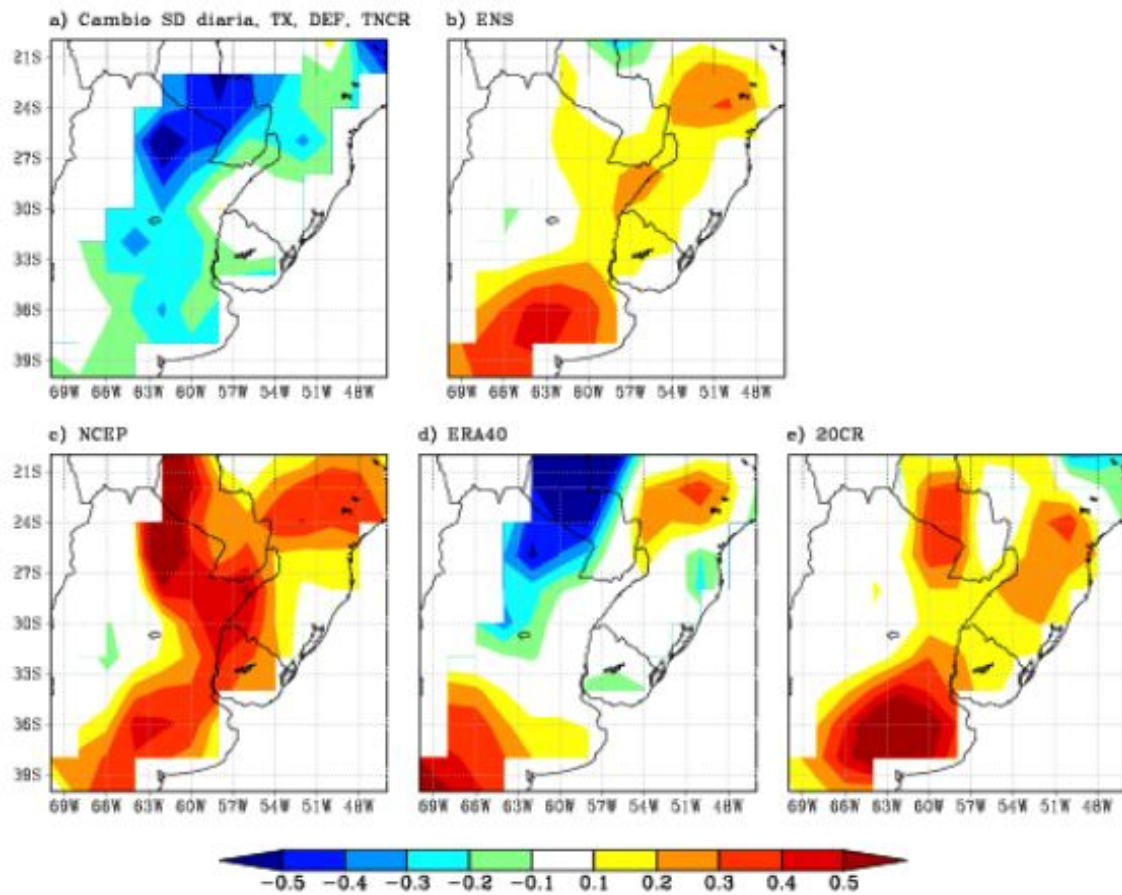 a) Cambio SD diaria, TX, DEF, TNCR
b) ENS
21S
24S
27S
30S
33S
36S
39S
69W 66W 63W 60W 57W 54W 51W 48W
69W 66W 63W 60W 57W 54W 51W 48W
c) NCEP
d) ERA40
e) 20CR
21S
24S
27S
30S
33S
36S
39S
69W 66W 63W 60W 57W 54W 51W 48W
69W 66W 63W 60W 57W 54W 51W 48W
69W 66W 63W 60W 57W 54W 51W 48W
-0.5 -0.4 -0.3 -0.2 -0.1 0.1 0.2 0.3 0.4 0.5